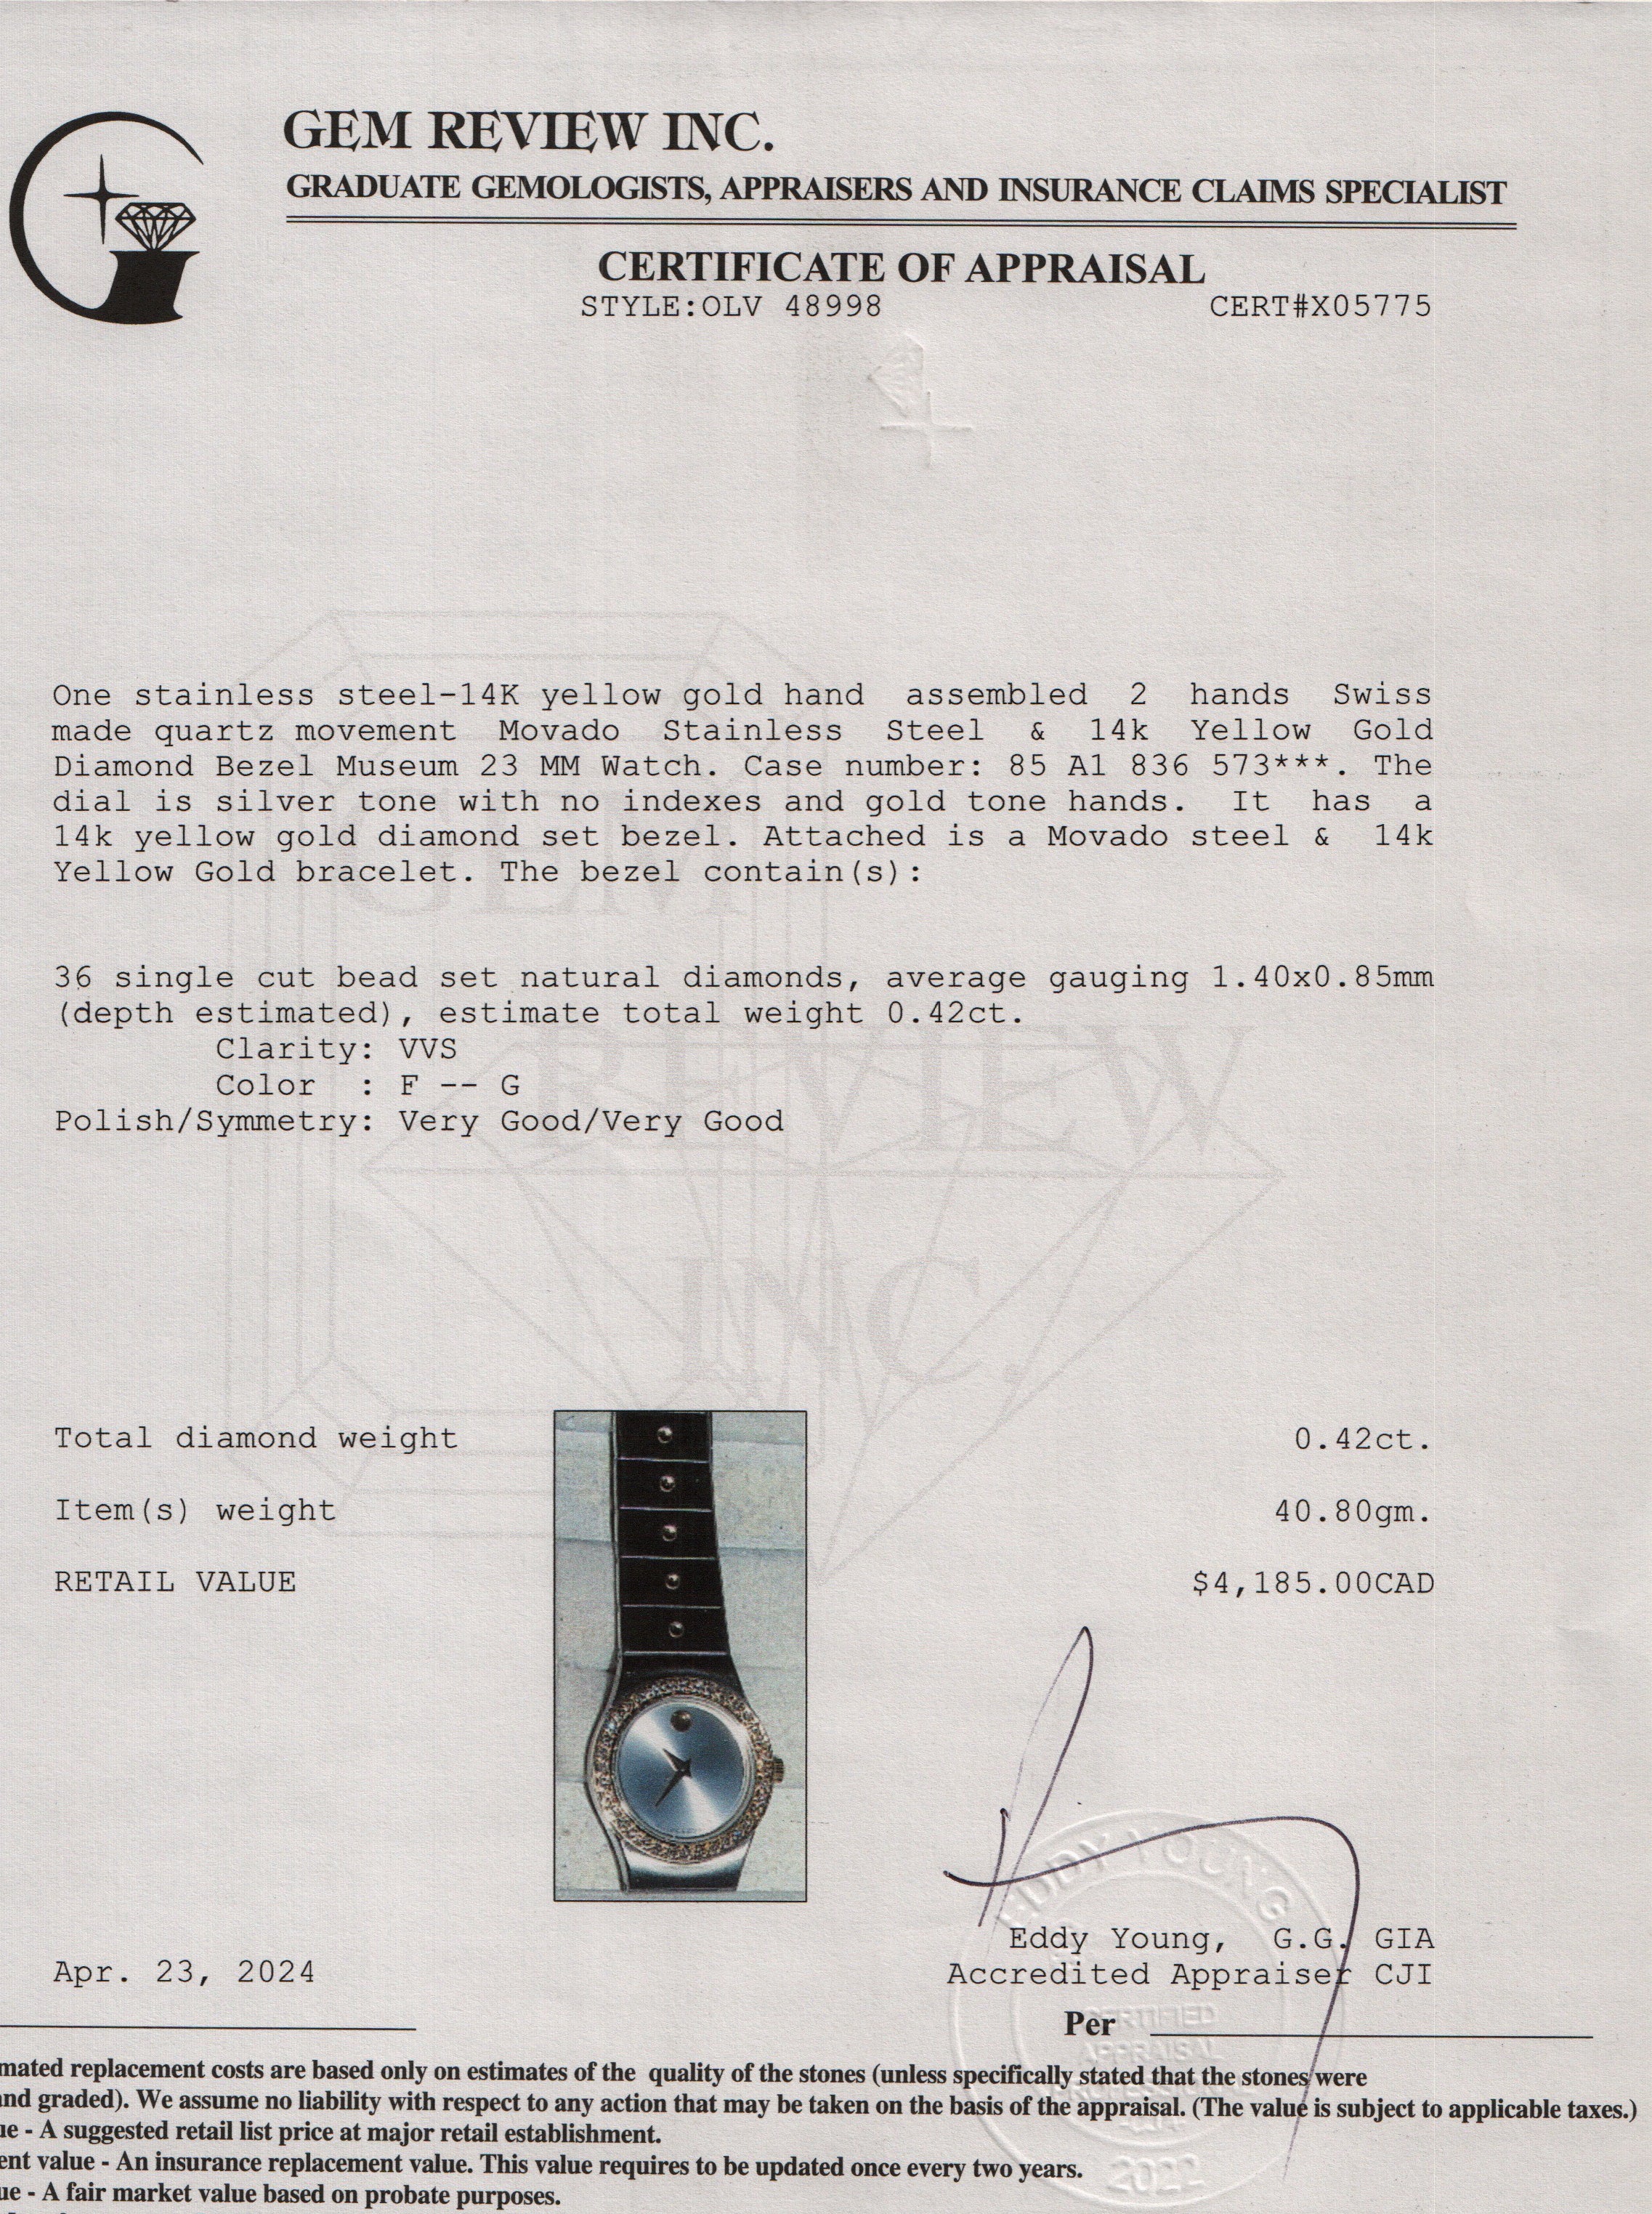 GEM REVIEW INC.
GRADUATE GEMOLOGISTS, APPRAISERS AND INSURANCE CLAIMS SPECIALIST
CERTIFICATE OF APPRAISAL
STYLE:OLV 48998 CERT#X05775
One stainless steel-14K yellow gold hand assembled 2 hands Swiss
made quartz movement Movado Stainless Steel & 14k Yellow Gold
Diamond Bezel Museum 23 MM Watch. Case number: 85 A1 836 573***. The
dial is silver tone with no indexes and gold tone hands. It has a
14k yellow gold diamond set bezel. Attached is a Movado steel & 14k
Yellow Gold bracelet. The bezel contain(s):
36 single cut bead set natural diamonds, average gauging 1.40x0.85mm
(depth estimated), estimate total weight 0.42ct.
Clarity: VVS
Color : F -- G
Polish/Symmetry: Very Good/Very Good
GEM
REVIEW
INC.
Total diamond weight 0.42ct.
Item(s) weight 40.80gm.
RETAIL VALUE $4,185.00CAD
EDDY YOUNG
Eddy Young, G.G. GIA
Apr. 23, 2024 Accredited Appraiser CJI
CERTIFIED
APPRAISAL
PROFESSIONAL
2022
Per
mated replacement costs are based only on estimates of the quality of the stones (unless specifically stated that the stones were
and graded). We assume no liability with respect to any action that may be taken on the basis of the appraisal. (The value is subject to applicable taxes.)
ue - A suggested retail list price at major retail establishment.
ent value - An insurance replacement value. This value requires to be updated once every two years.
ue - A fair market value based on probate purposes.